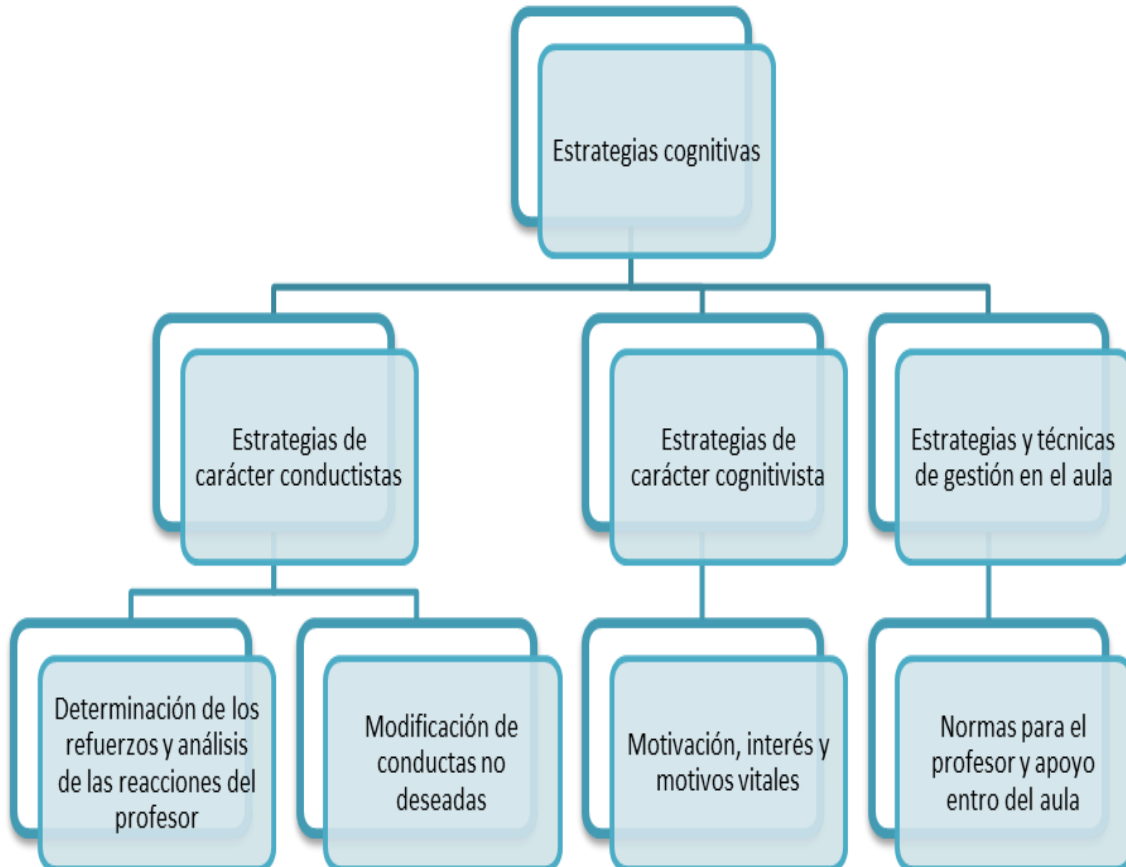 Estrategias cognitivas
Estrategias de
carácter conductistas
Estrategias de
carácter cognitivista
Estrategias y técnicas
de gestión en el aula
Determinación de los
refuerzos y análisis
de las reacciones del
profesor
Modificación de
conductas no
deseadas
Motivación, interés y
motivos vitales
Normas para el
profesor y apoyo
entro del aula